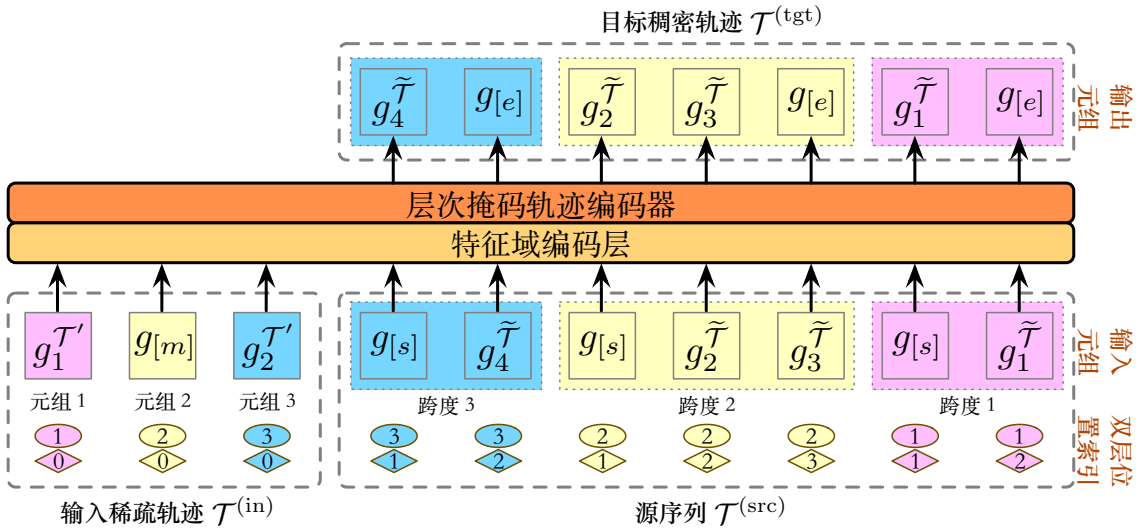 目标稠密轨迹 𝒯^(tgt)
g_4^𝒯̃ g_[e] g_2^𝒯̃ g_3^𝒯̃ g_[e] g_1^𝒯̃ g_[e]
输出元组
层次掩码轨迹编码器
特征域编码层
g_1^𝒯′ g_[m] g_2^𝒯′ g_[s] g_4^𝒯̃ g_[s] g_2^𝒯̃ g_3^𝒯̃ g_[s] g_1^𝒯̃
输入元组
元组 1 元组 2 元组 3 跨度 3 跨度 2 跨度 1
1 2 3 3 3 2 2 2 1 1
0 0 0 1 2 1 2 3 1 2
双层位置索引
输入稀疏轨迹 𝒯^(in) 源序列 𝒯^(src)